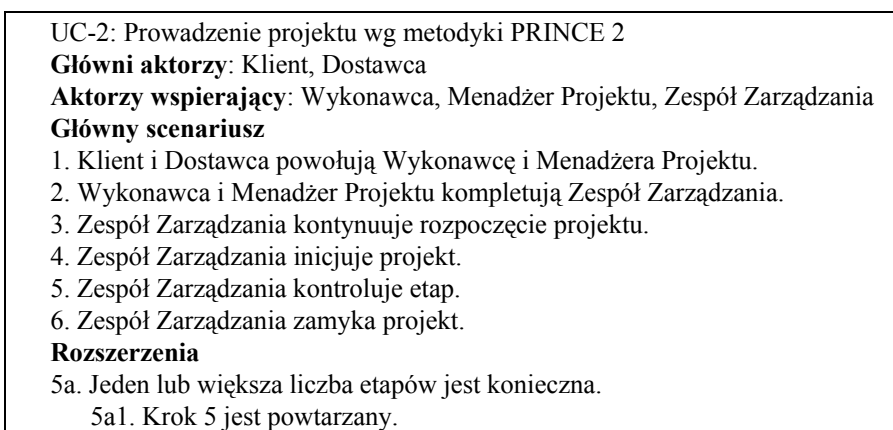 UC-2: Prowadzenie projektu wg metodyki PRINCE 2
Główni aktorzy: Klient, Dostawca
Aktorzy wspierający: Wykonawca, Menadżer Projektu, Zespół Zarządzania
Główny scenariusz
1. Klient i Dostawca powołują Wykonawcę i Menadżera Projektu.
2. Wykonawca i Menadżer Projektu kompletują Zespół Zarządzania.
3. Zespół Zarządzania kontynuuje rozpoczęcie projektu.
4. Zespół Zarządzania inicjuje projekt.
5. Zespół Zarządzania kontroluje etap.
6. Zespół Zarządzania zamyka projekt.
Rozszerzenia
5a. Jeden lub większa liczba etapów jest konieczna.
5a1. Krok 5 jest powtarzany.